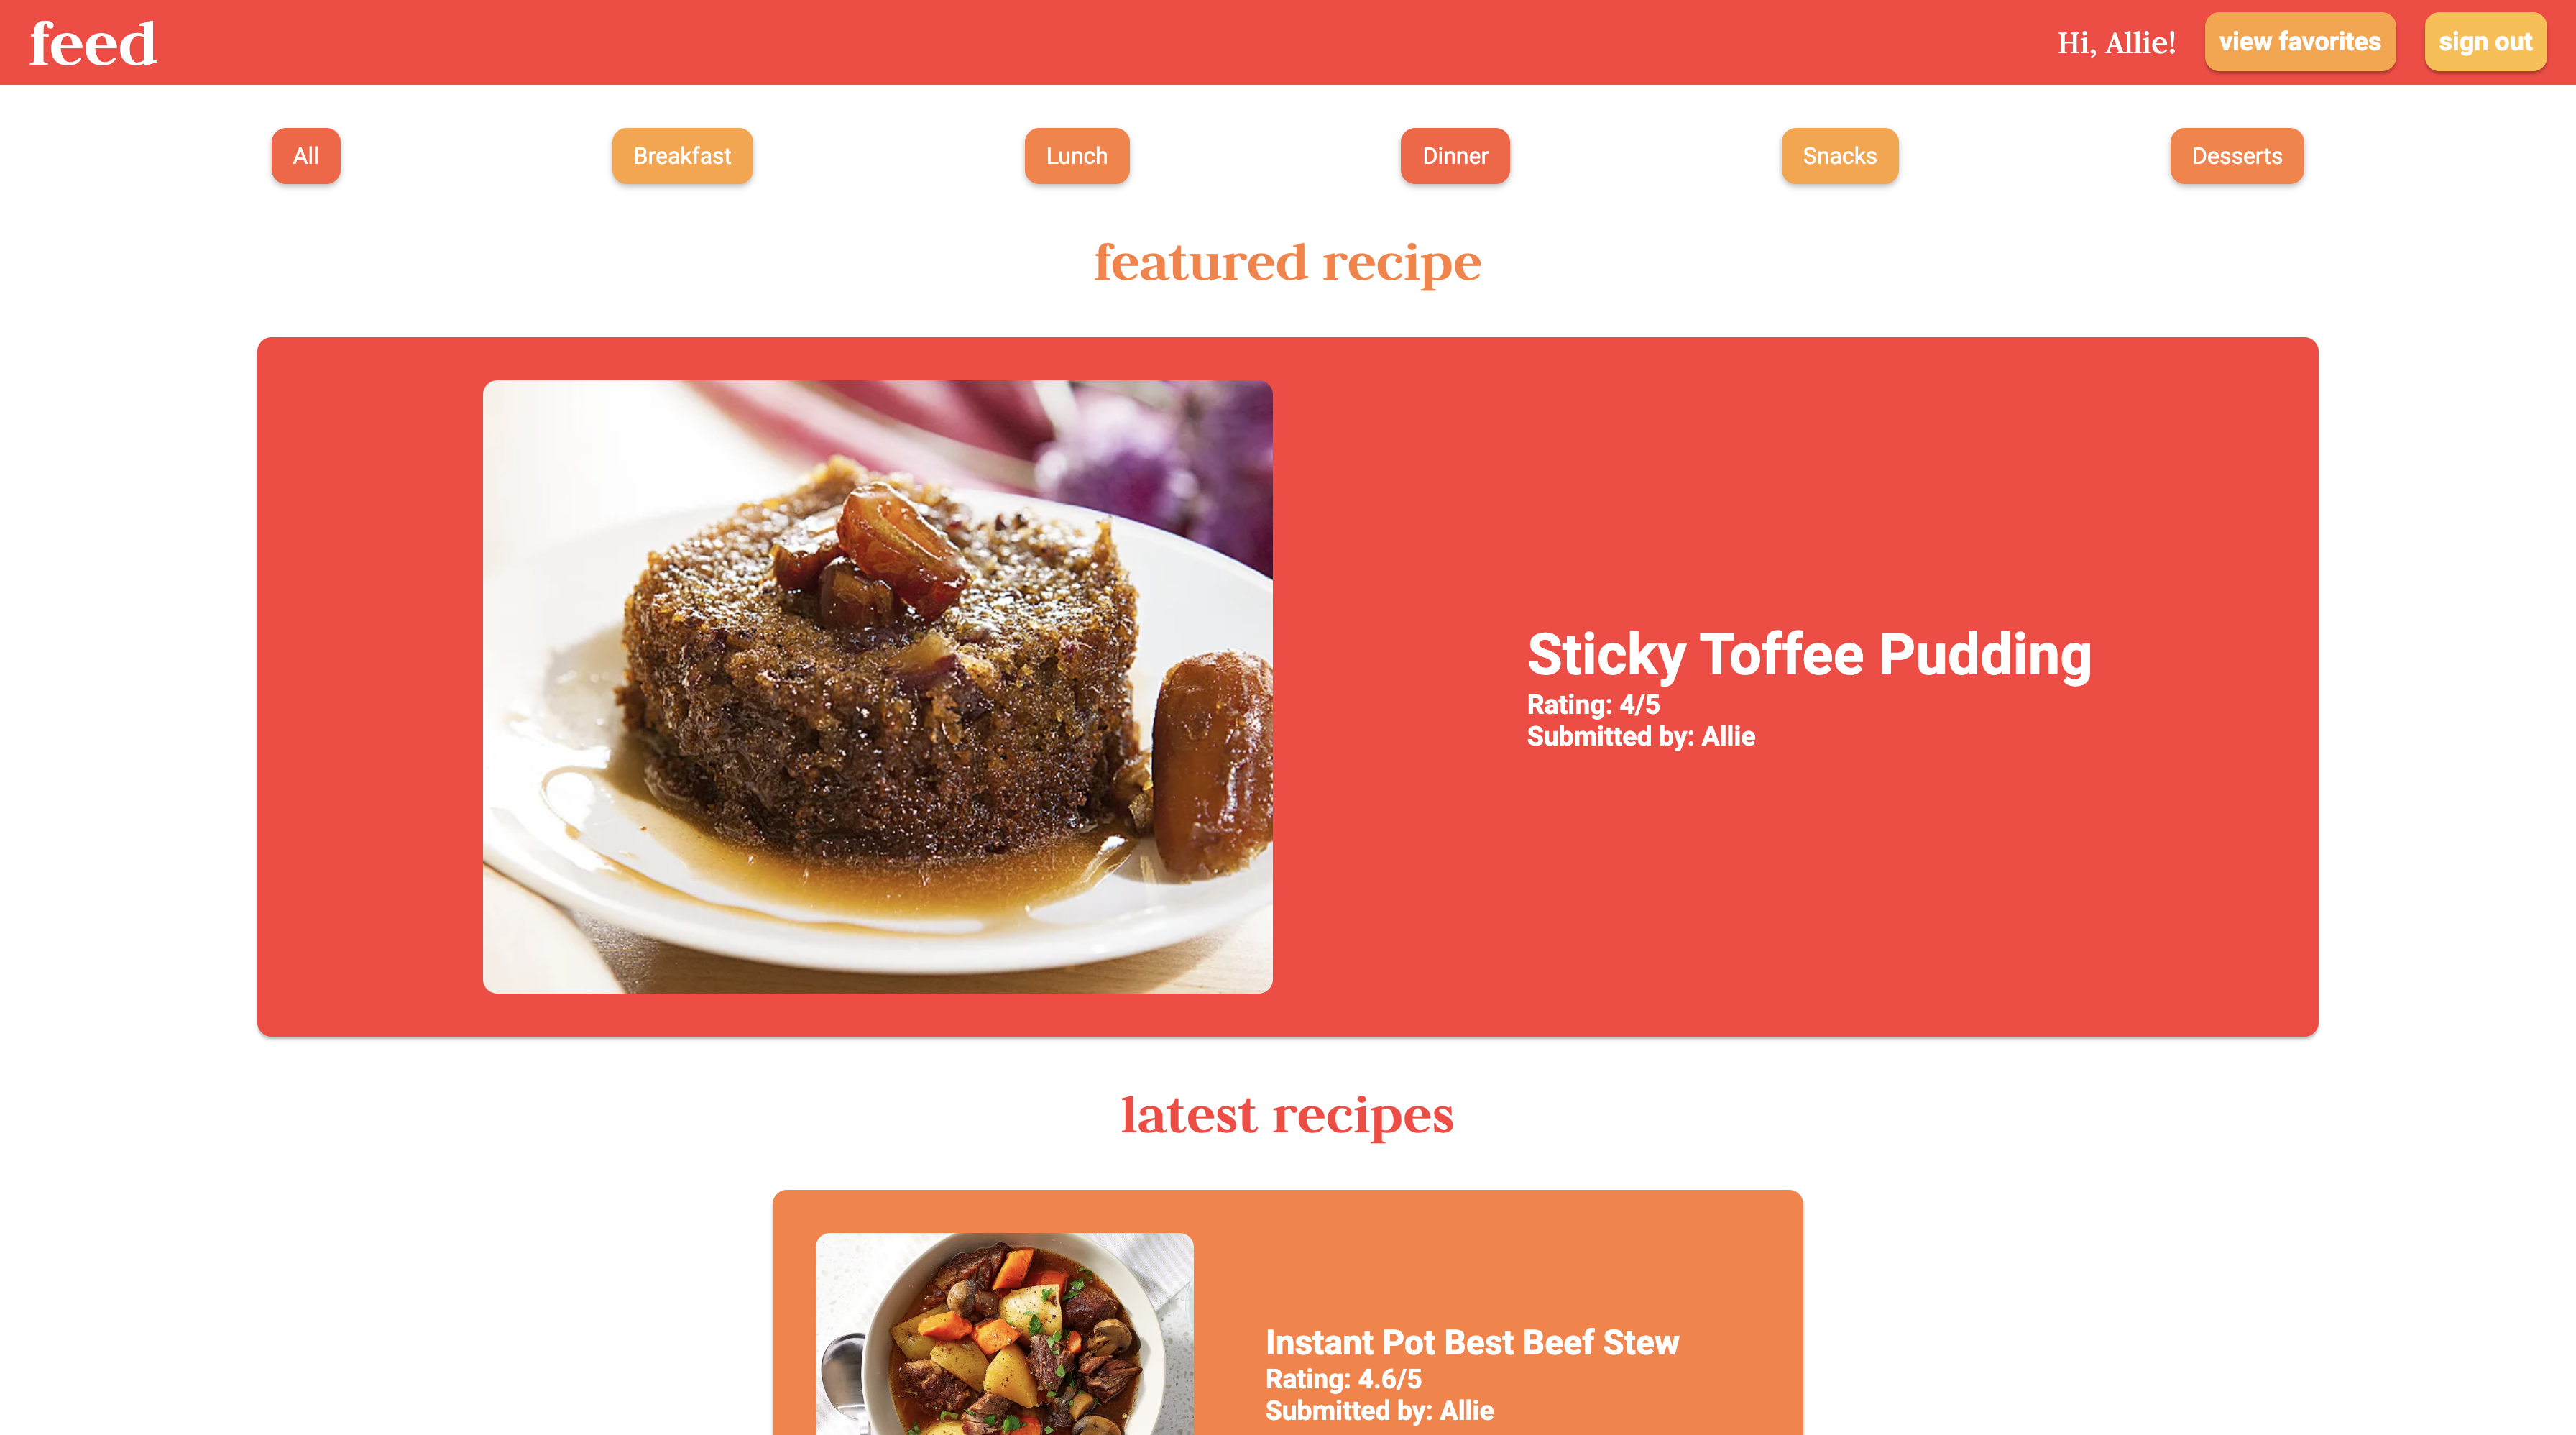 feed
Hi, Allie!
view favorites
sign out
All
Breakfast
Lunch
Dinner
Snacks
Desserts
featured recipe
Sticky Toffee Pudding
Rating: 4/5
Submitted by: Allie
latest recipes
Instant Pot Best Beef Stew
Rating: 4.6/5
Submitted by: Allie